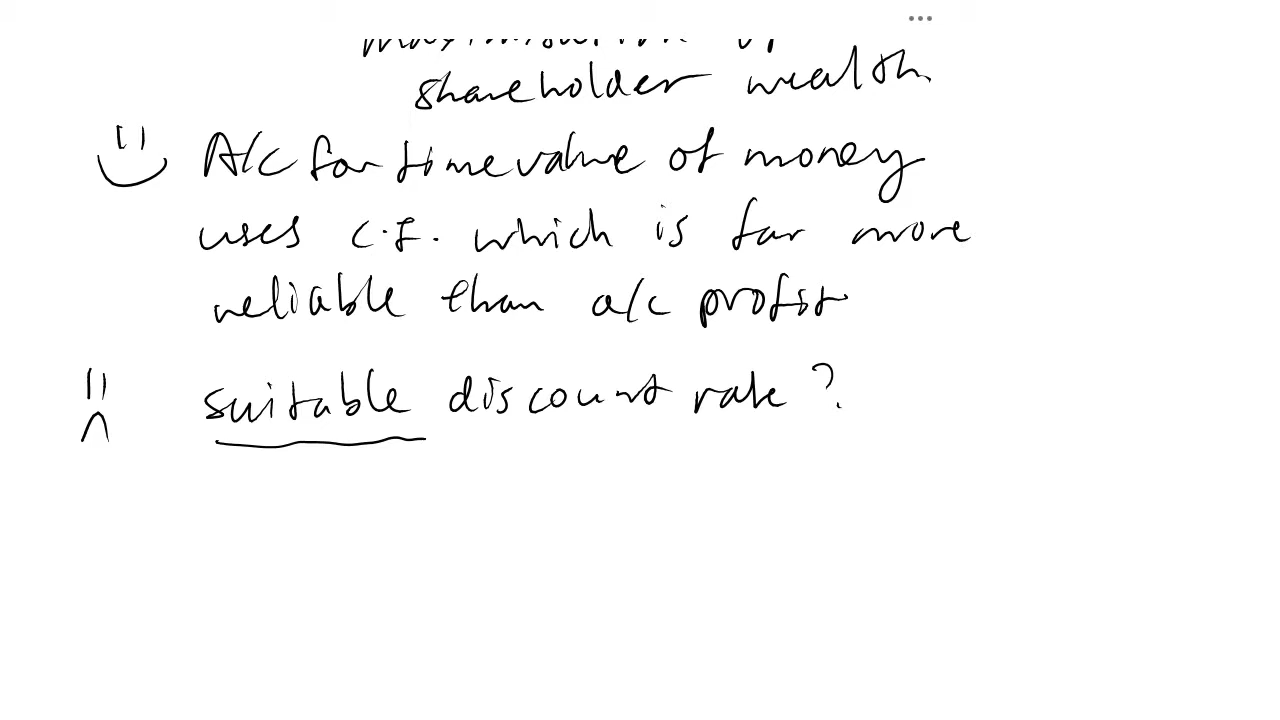 shareholder wealth.
A/c for time value of money
uses c.f. which is far more
reliable than a/c profit
suitable discount rate?